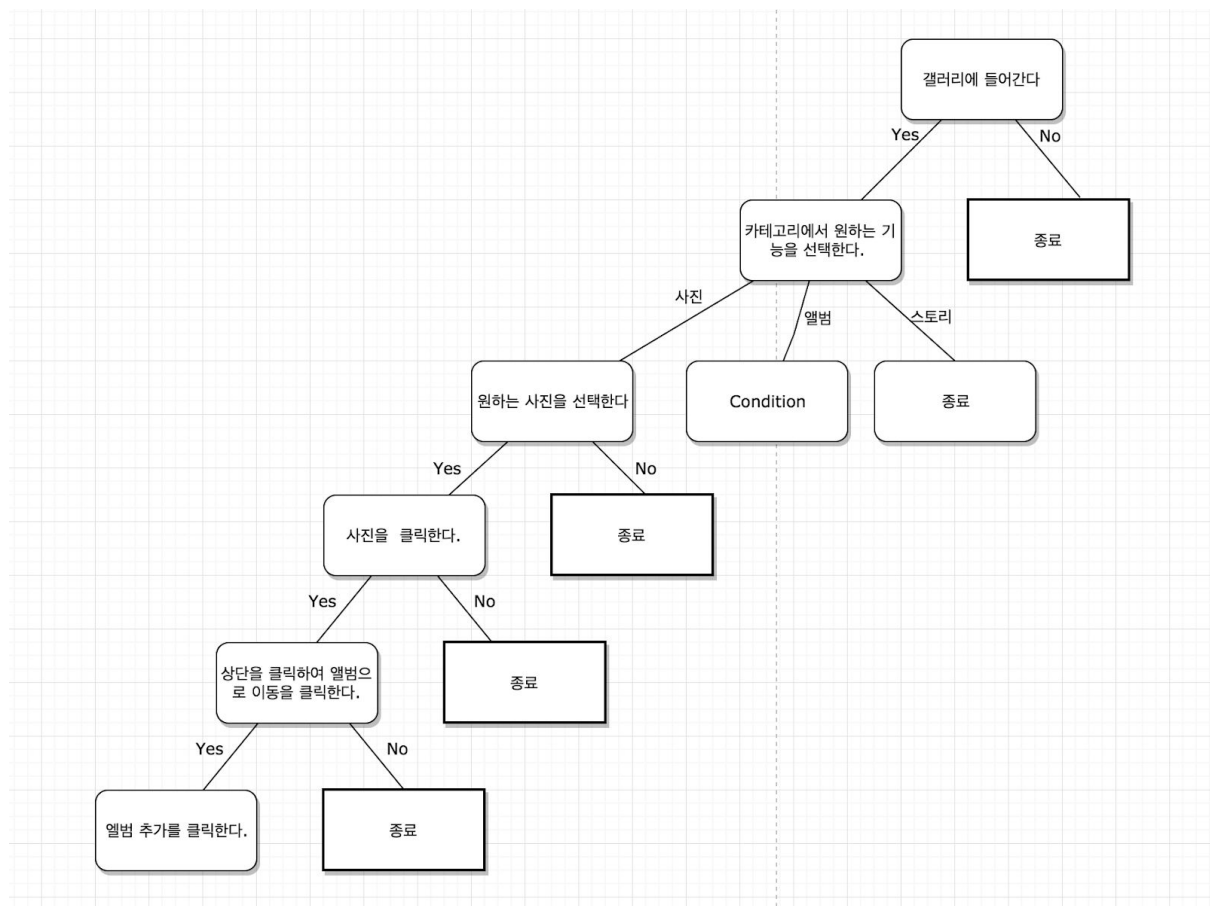 갤러리에 들어간다
Yes
No
카테고리에서 원하는 기
능을 선택한다.
종료
사진
앨범
스토리
원하는 사진을 선택한다
Condition
종료
Yes
No
사진을  클릭한다.
종료
Yes
No
상단을 클릭하여 앨범으
로 이동을 클릭한다.
종료
Yes
No
엘범 추가를 클릭한다.
종료